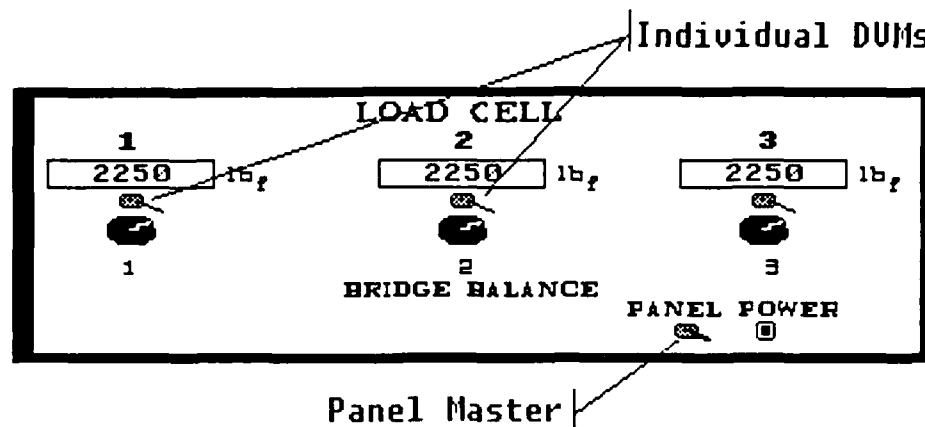 Individual DVMs
LOAD CELL
1 2 3
2250 lbf 2250 lbf 2250 lbf
1 2 3
BRIDGE BALANCE
PANEL POWER
Panel Master